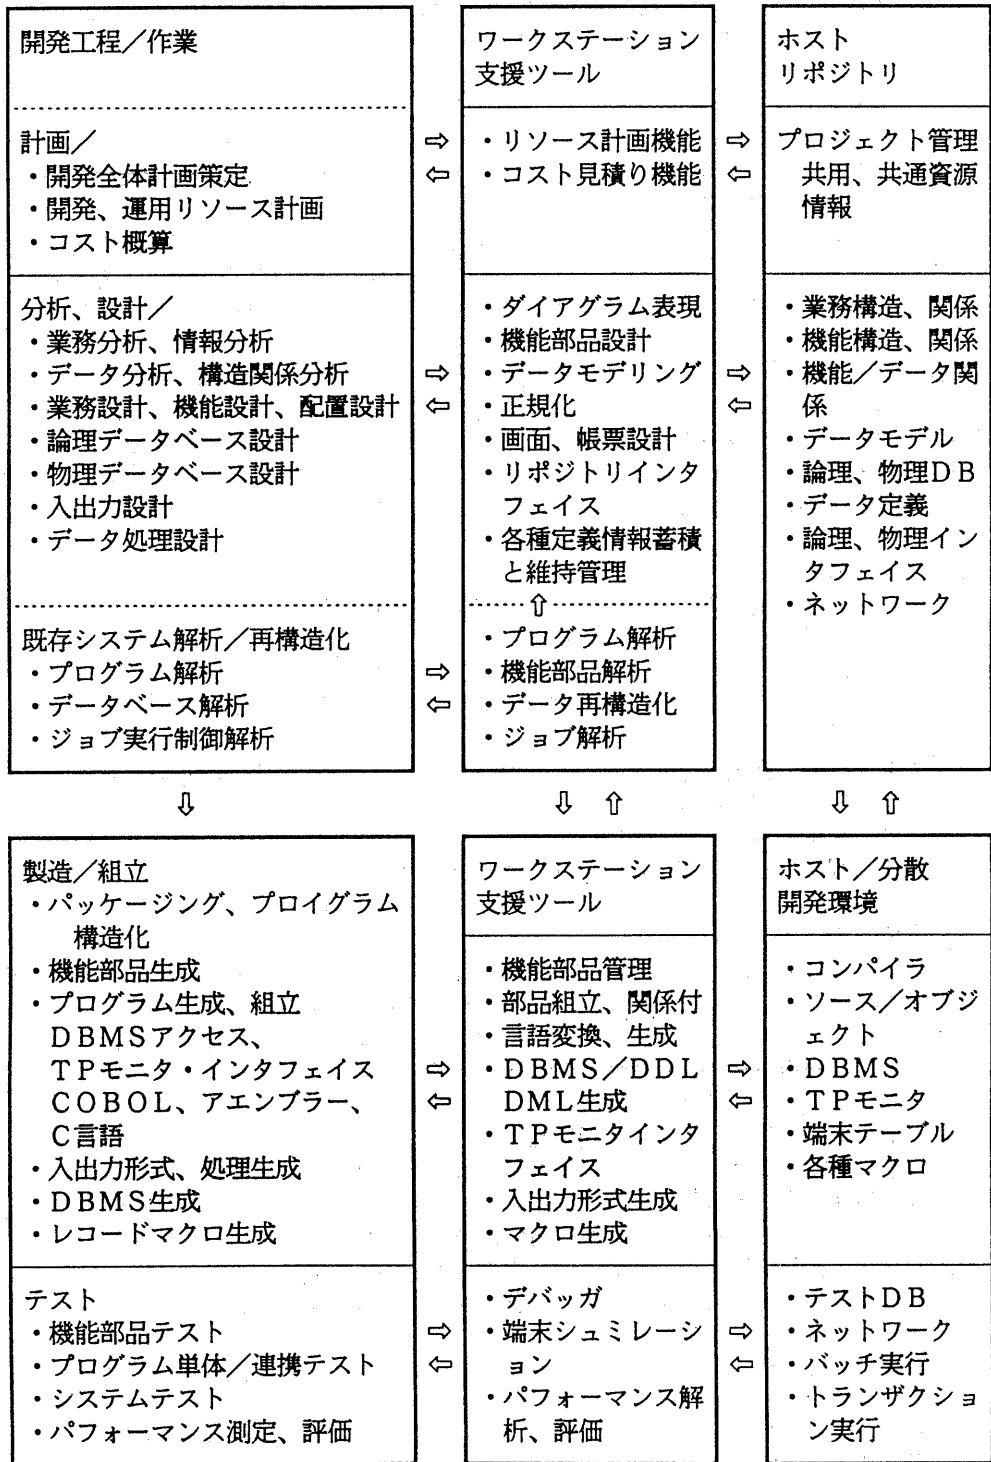 開発工程／作業
計画／
・開発全体計画策定
・開発、運用リソース計画
・コスト概算
分析、設計／
・業務分析、情報分析
・データ分析、構造関係分析
・業務設計、機能設計、配置設計
・論理データベース設計
・物理データベース設計
・入出力設計
・データ処理設計
既存システム解析／再構造化
・プログラム解析
・データベース解析
・ジョブ実行制御解析
ワークステーション
支援ツール
・リソース計画機能
・コスト見積り機能
・ダイアグラム表現
・機能部品設計
・データモデリング
・正規化
・画面、帳票設計
・リポジトリインタ
フェイス
・各種定義情報蓄積
と維持管理
・プログラム解析
・機能部品解析
・データ再構造化
・ジョブ解析
ホスト
リポジトリ
プロジェクト管理
共用、共通資源
情報
・業務構造、関係
・機能構造、関係
・機能／データ関
係
・データモデル
・論理、物理ＤＢ
・データ定義
・論理、物理イン
タフェイス
・ネットワーク
製造／組立
・パッケージング、プロイグラム
構造化
・機能部品生成
・プログラム生成、組立
ＤＢＭＳアクセス、
ＴＰモニタ・インタフェイス
ＣＯＢＯＬ、アエンブラー、
Ｃ言語
・入出力形式、処理生成
・ＤＢＭＳ生成
・レコードマクロ生成
テスト
・機能部品テスト
・プログラム単体／連携テスト
・システムテスト
・パフォーマンス測定、評価
ワークステーション
支援ツール
・機能部品管理
・部品組立、関係付
・言語変換、生成
・ＤＢＭＳ／ＤＤＬ
ＤＭＬ生成
・ＴＰモニタインタ
フェイス
・入出力形式生成
・マクロ生成
・デバッガ
・端末シュミレーシ
ョン
・パフォーマンス解
析、評価
ホスト／分散
開発環境
・コンパイラ
・ソース／オブジ
ェクト
・ＤＢＭＳ
・ＴＰモニタ
・端末テーブル
・各種マクロ
・テストＤＢ
・ネットワーク
・バッチ実行
・トランザクショ
ン実行